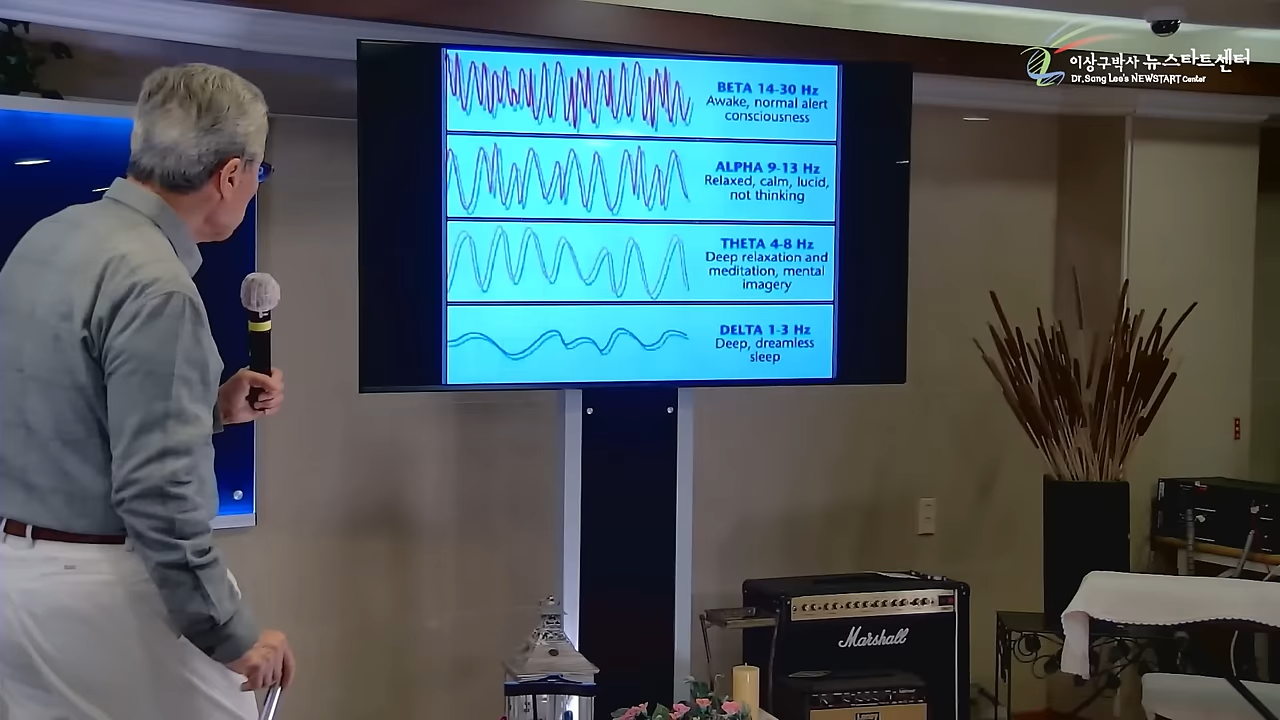 이상구박사 뉴스타트센터
Dr.Sang Lee's NEWSTART Center
BETA 14-30 Hz
Awake, normal alert
consciousness
ALPHA 9-13 Hz
Relaxed, calm, lucid,
not thinking
THETA 4-8 Hz
Deep relaxation and
meditation, mental
imagery
DELTA 1-3 Hz
Deep, dreamless
sleep
Marshall